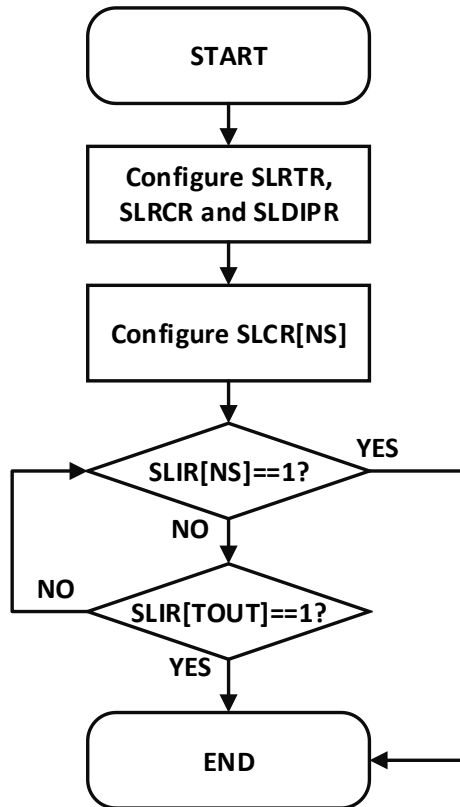 START
Configure SLRTR,
SLRCR and SLDIPR
Configure SLCR[NS]
SLIR[NS]==1?
YES
NO
SLIR[TOUT]==1?
NO
YES
END